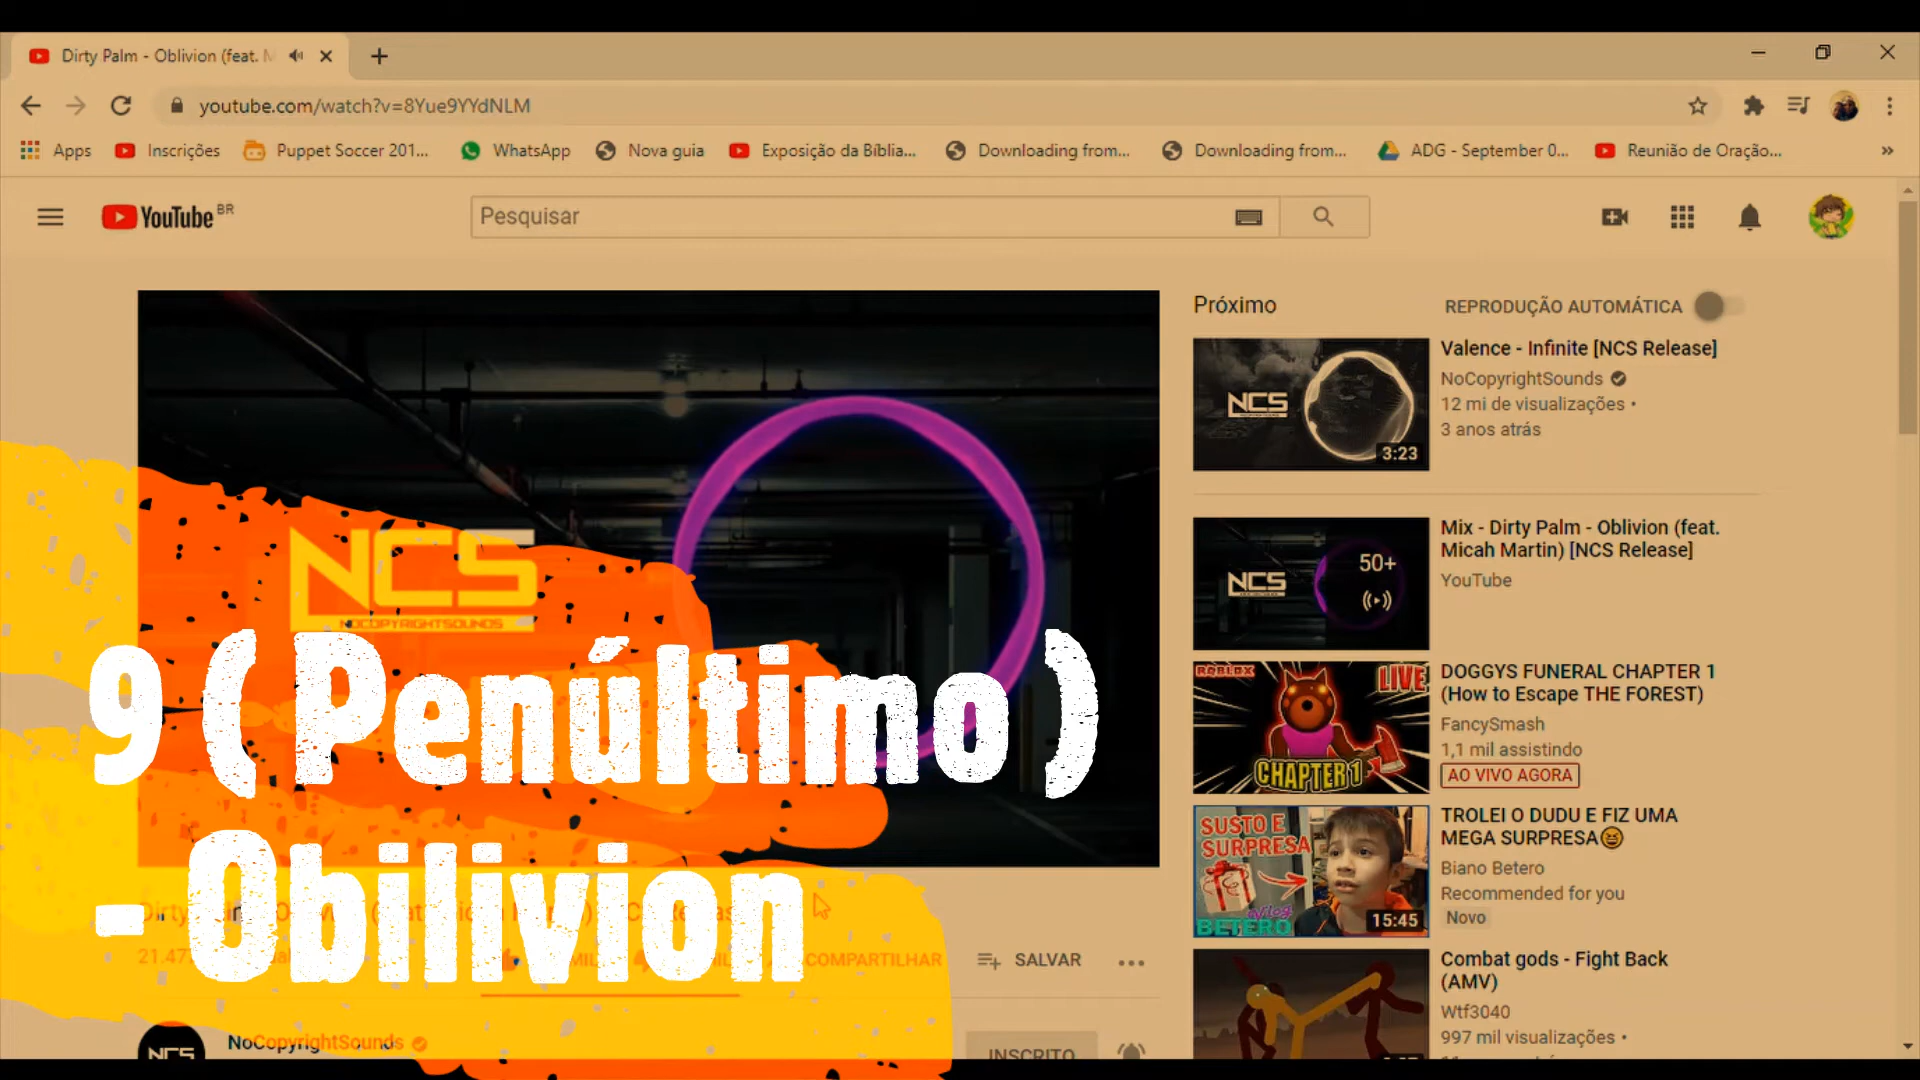 Dirty Palm - Oblivion (feat. M
youtube.com/watch?v=8Yue9YYdNLM
Apps
Inscrições
Puppet Soccer 201...
WhatsApp
Nova guia
Exposição da Bíblia...
Downloading from...
Downloading from...
ADG - September 0...
Reunião de Oração...
»
YouTube BR
Pesquisar
Próximo
REPRODUÇÃO AUTOMÁTICA
NCS
NOCOPYRIGHTSOUNDS
9 ( Penúltimo )
- Obilivion
COMPARTILHAR
SALVAR
NCS
NoCopyrightSounds
INSCRITO
NCS
3:23
Valence - Infinite [NCS Release]
NoCopyrightSounds
12 mi de visualizações •
3 anos atrás
NCS
50+
Mix - Dirty Palm - Oblivion (feat.
Micah Martin) [NCS Release]
YouTube
ROBLOX
LIVE
CHAPTER 1
DOGGYS FUNERAL CHAPTER 1
(How to Escape THE FOREST)
FancySmash
1,1 mil assistindo
AO VIVO AGORA
SUSTO E
SURPRESA
vlog
BETERO
15:45
TROLEI O DUDU E FIZ UMA
MEGA SURPRESA😆
Biano Betero
Recommended for you
Novo
Combat gods - Fight Back
(AMV)
Wtf3040
997 mil visualizações •